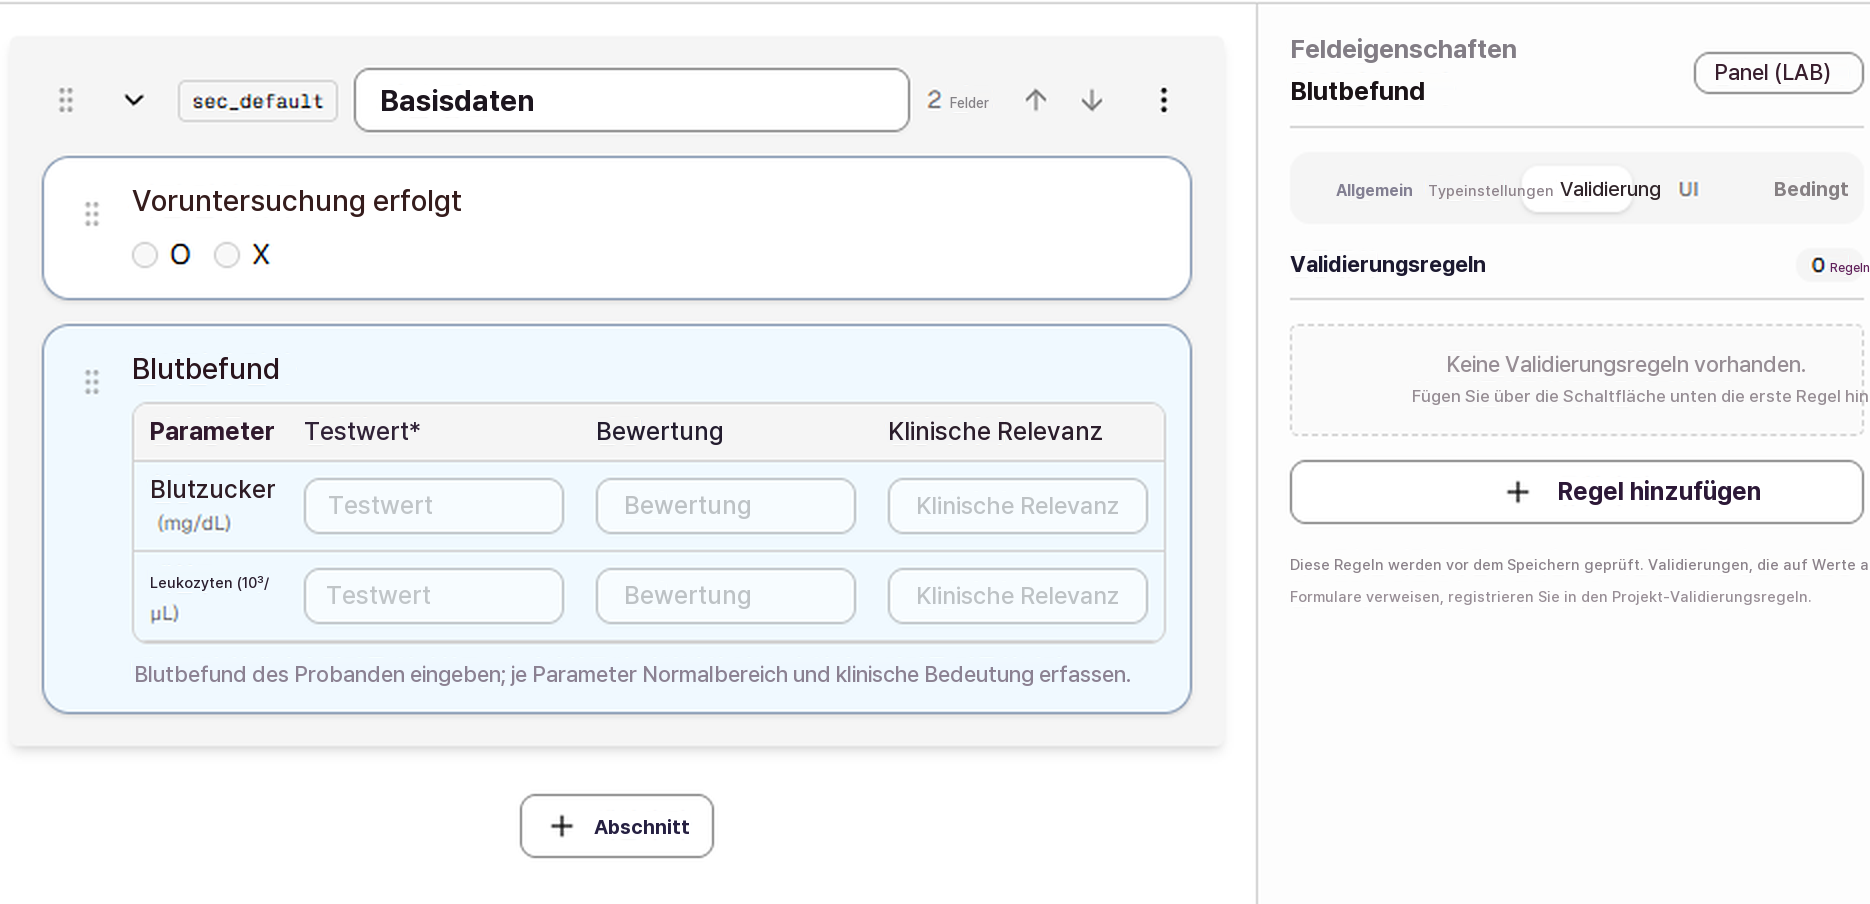 sec_default
Basisdaten
2 Felder
Voruntersuchung erfolgt
O X
Blutbefund
Parameter Testwert* Bewertung Klinische Relevanz
Blutzucker
(mg/dL)
Testwert Bewertung Klinische Relevanz
Leukozyten (10³/
µL)
Testwert Bewertung Klinische Relevanz
Blutbefund des Probanden eingeben; je Parameter Normalbereich und klinische Bedeutung erfassen.
Abschnitt
Feldeigenschaften
Blutbefund
Panel (LAB)
Allgemein Typeinstellungen Validierung UI Bedingt
Validierungsregeln
0 Regeln
Keine Validierungsregeln vorhanden.
Fügen Sie über die Schaltfläche unten die erste Regel hin
Regel hinzufügen
Diese Regeln werden vor dem Speichern geprüft. Validierungen, die auf Werte a
Formulare verweisen, registrieren Sie in den Projekt-Validierungsregeln.